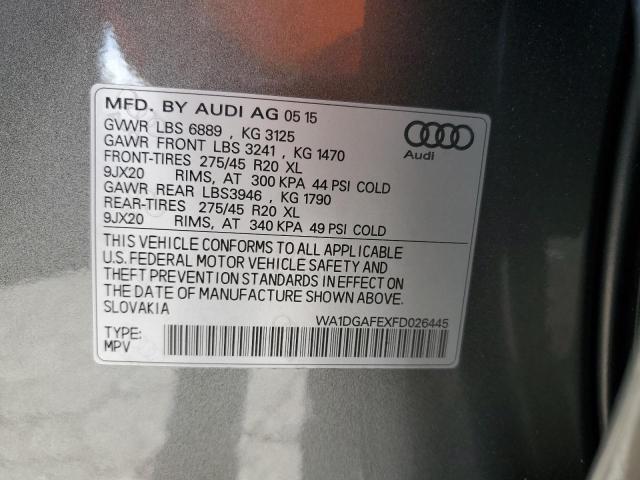 MFD. BY AUDI AG 05 15
GVWR LBS 6889 , KG 3125
GAWR FRONT LBS 3241 , KG 1470
FRONT-TIRES 275/45 R20 XL
9JX20 RIMS, AT 300 KPA 44 PSI COLD
GAWR REAR LBS3946 , KG 1790
REAR-TIRES 275/45 R20 XL
9JX20 RIMS, AT 340 KPA 49 PSI COLD
Audi
THIS VEHICLE CONFORMS TO ALL APPLICABLE
U.S. FEDERAL MOTOR VEHICLE SAFETY AND
THEFT PREVENTION STANDARDS IN EFFECT ON
THE DATE OF MANUFACTURE SHOWN ABOVE.
SLOVAKIA
WA1DGAFEXFD026445
TYPE:
MPV